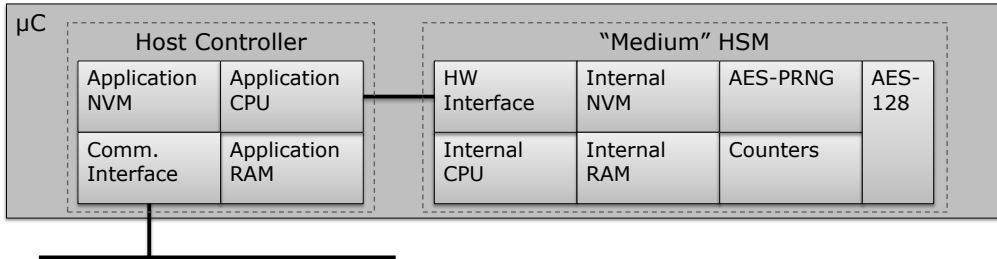 µC
Host Controller
Application
NVM
Application
CPU
Comm.
Interface
Application
RAM
“Medium” HSM
HW
Interface
Internal
NVM
AES-PRNG
AES-
128
Internal
CPU
Internal
RAM
Counters